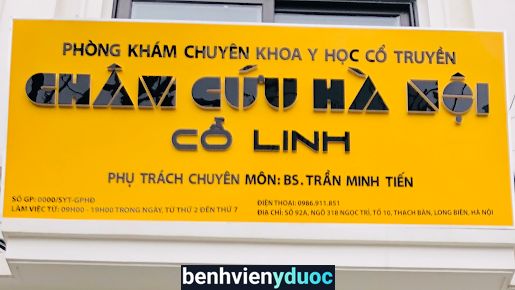 PHÒNG KHÁM CHUYÊN KHOA Y HỌC CỔ TRUYỀN
CHÂM CỨU HÀ NỘI
CỎ LINH
PHỤ TRÁCH CHUYÊN MÔN: BS. TRẦN MINH TIẾN
SỐ GP: 0000/SYT-GPHĐ
LÀM VIỆC TỪ: 09H00 - 19H00 TRONG NGÀY, TỪ THỨ 2 ĐẾN THỨ 7
ĐIỆN THOẠI: 0986.911.851
ĐỊA CHỈ: SỐ 92A, NGÕ 318 NGỌC TRÌ, TỔ 10, THẠCH BÀN, LONG BIÊN, HÀ NỘI
benhvienyduoc